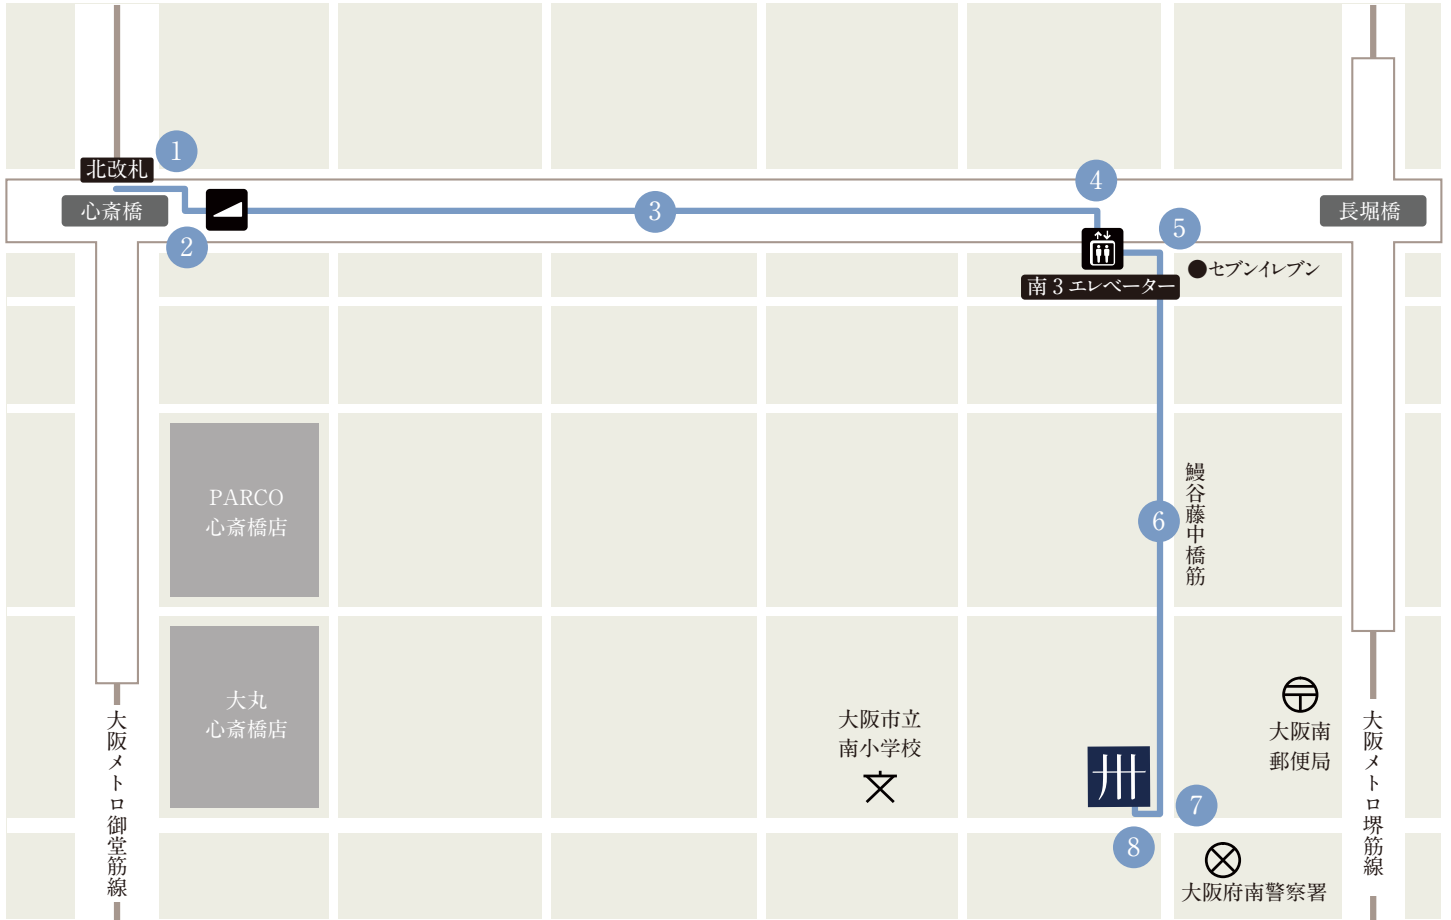 1
北改札
4
心斎橋
3
長堀橋
5
2
セブンイレブン
南3エレベーター
PARCO
心斎橋店
鰻谷藤中橋筋
6
大丸
心斎橋店
大阪市立
南小学校
大阪南
郵便局
大阪メトロ御堂筋線
大阪メトロ堺筋線
7
8
大阪府南警察署